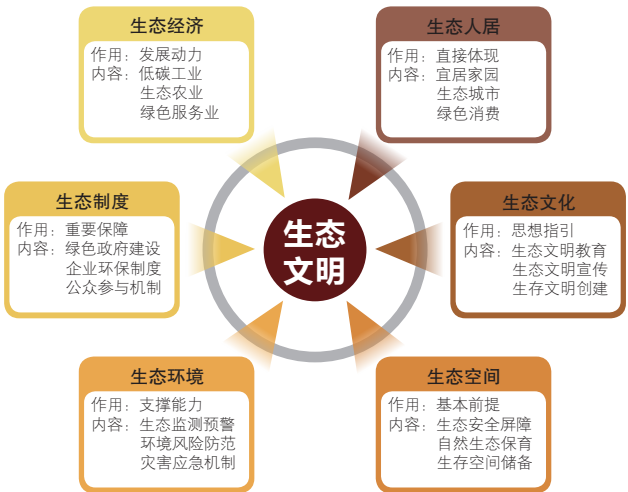 生态经济
作用：发展动力
内容：低碳工业
生态农业
绿色服务业
生态人居
作用：直接体现
内容：宜居家园
生态城市
绿色消费
生态制度
作用：重要保障
内容：绿色政府建设
企业环保制度
公众参与机制
生态
文明
生态文化
作用：思想指引
内容：生态文明教育
生态文明宣传
生存文明创建
生态环境
作用：支撑能力
内容：生态监测预警
环境风险防范
灾害应急机制
生态空间
作用：基本前提
内容：生态安全屏障
自然生态保育
生存空间储备